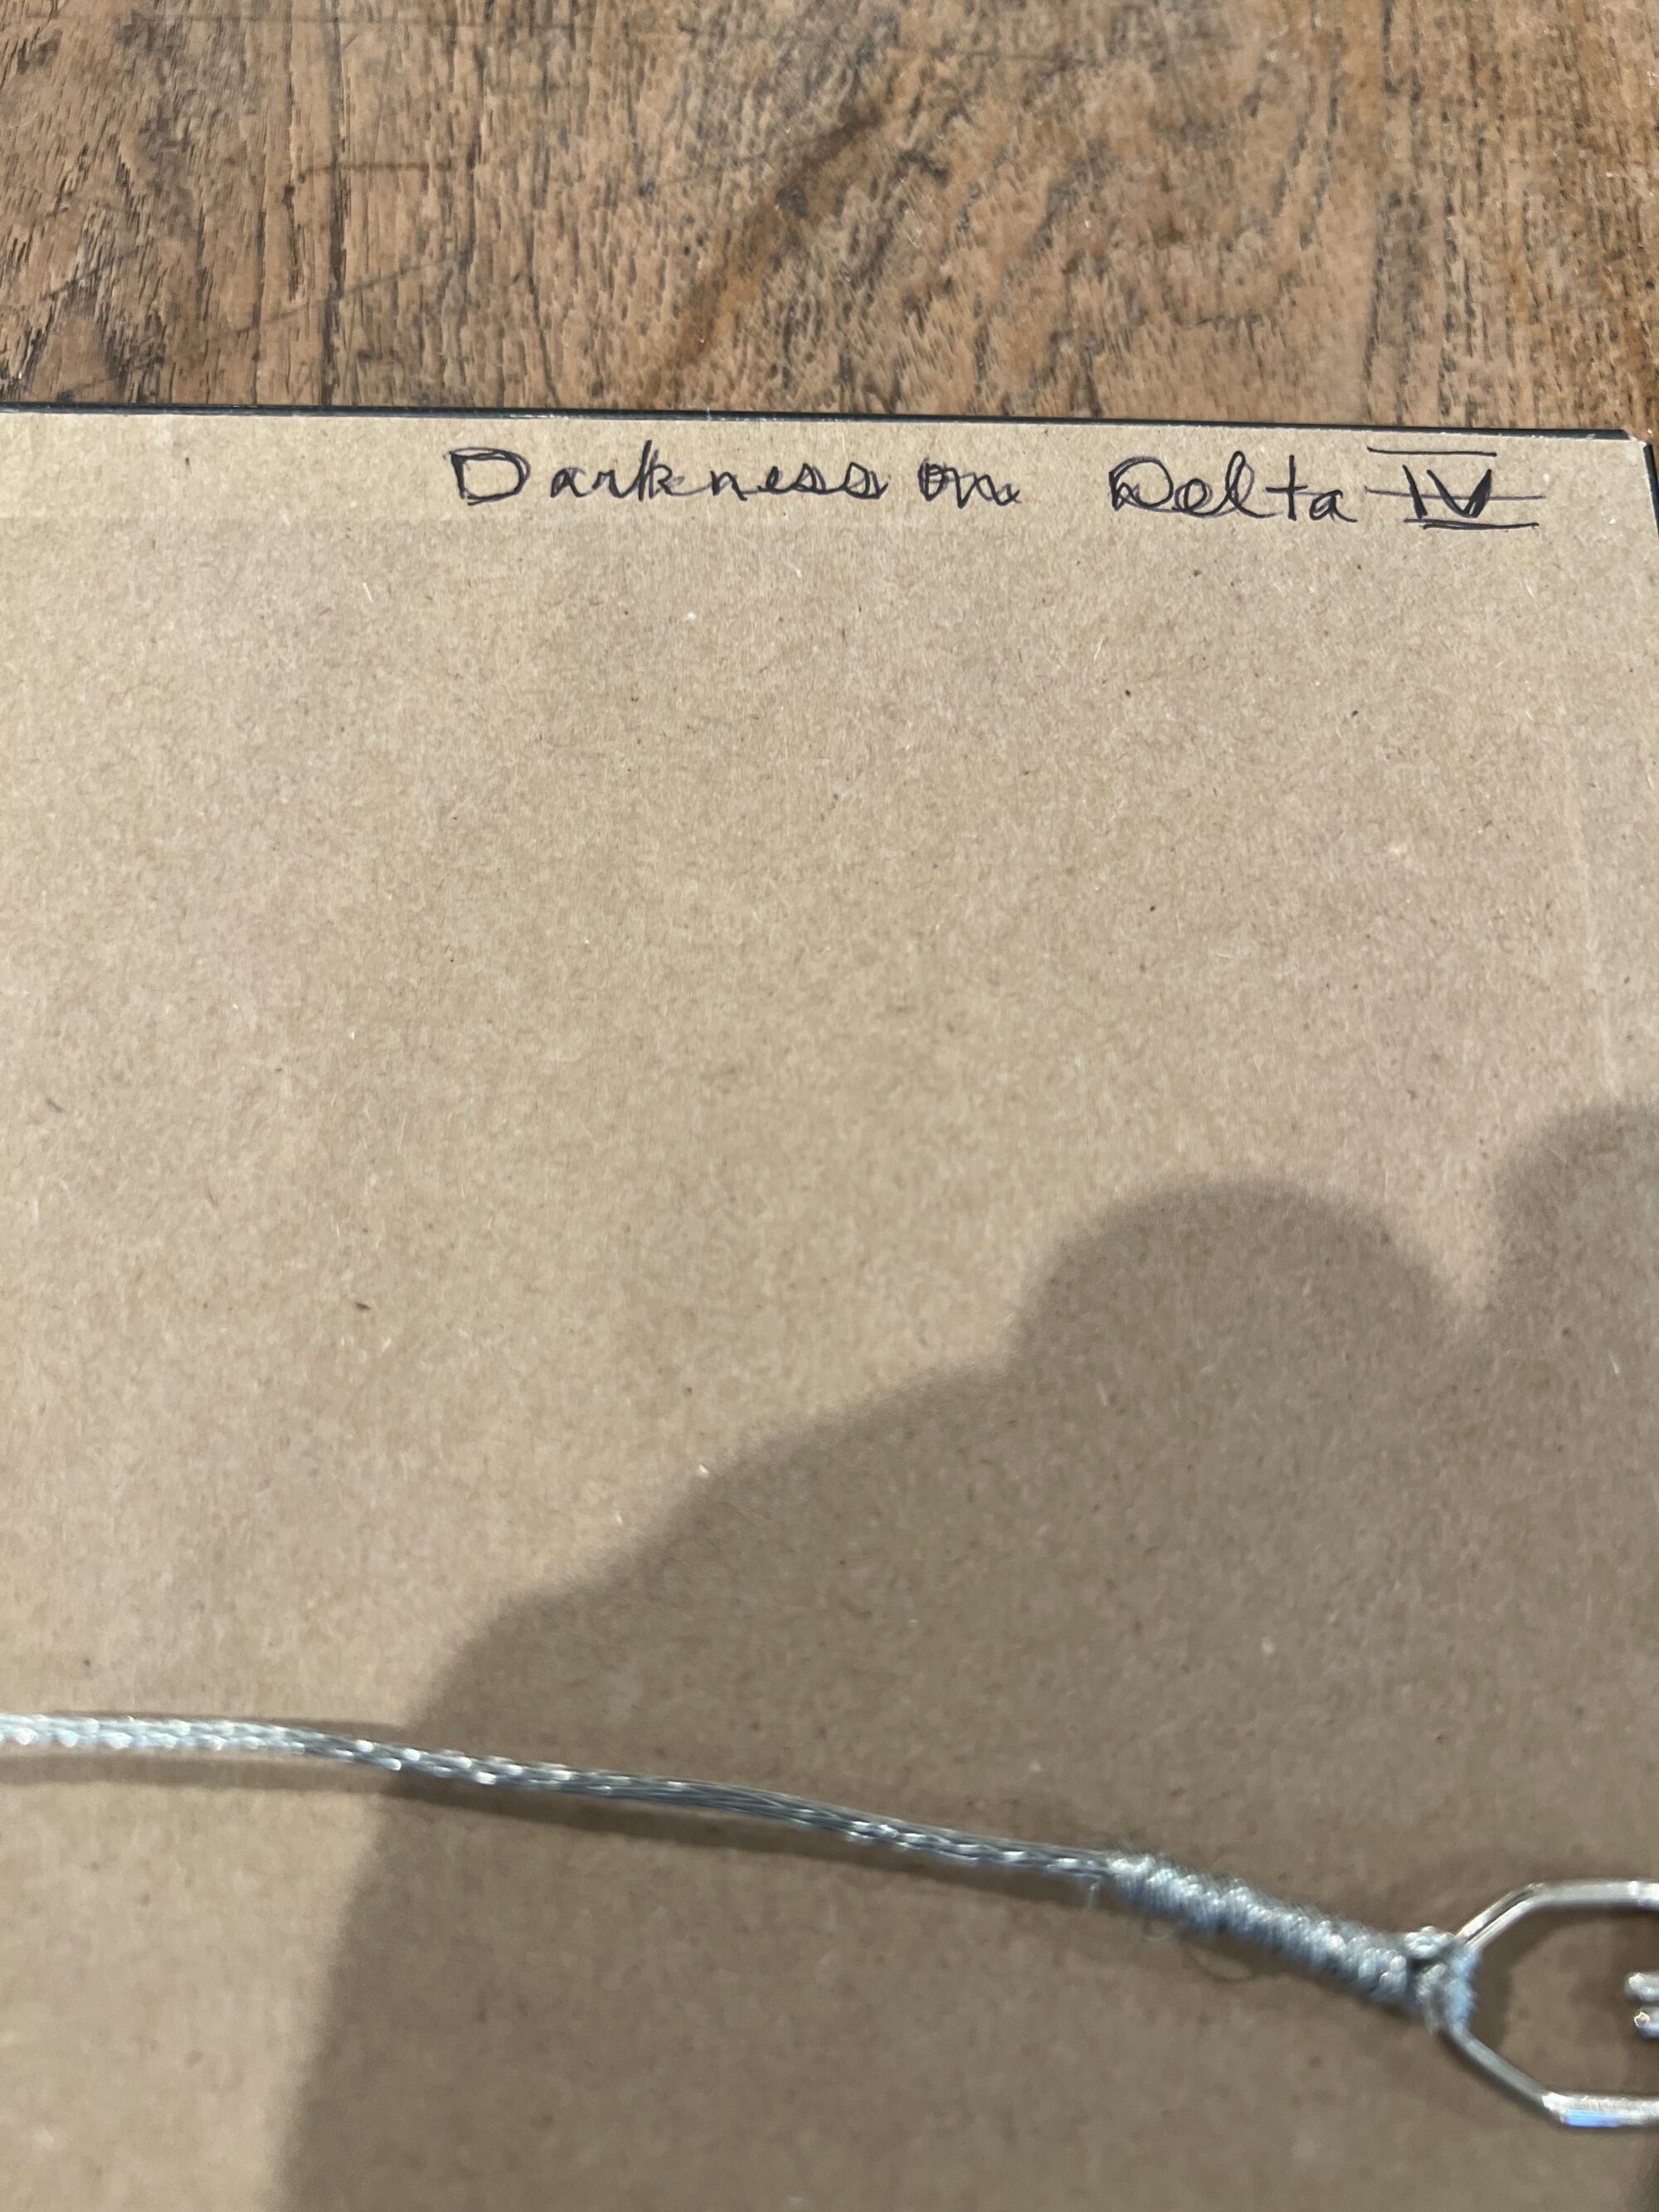 Darkness on Delta IV